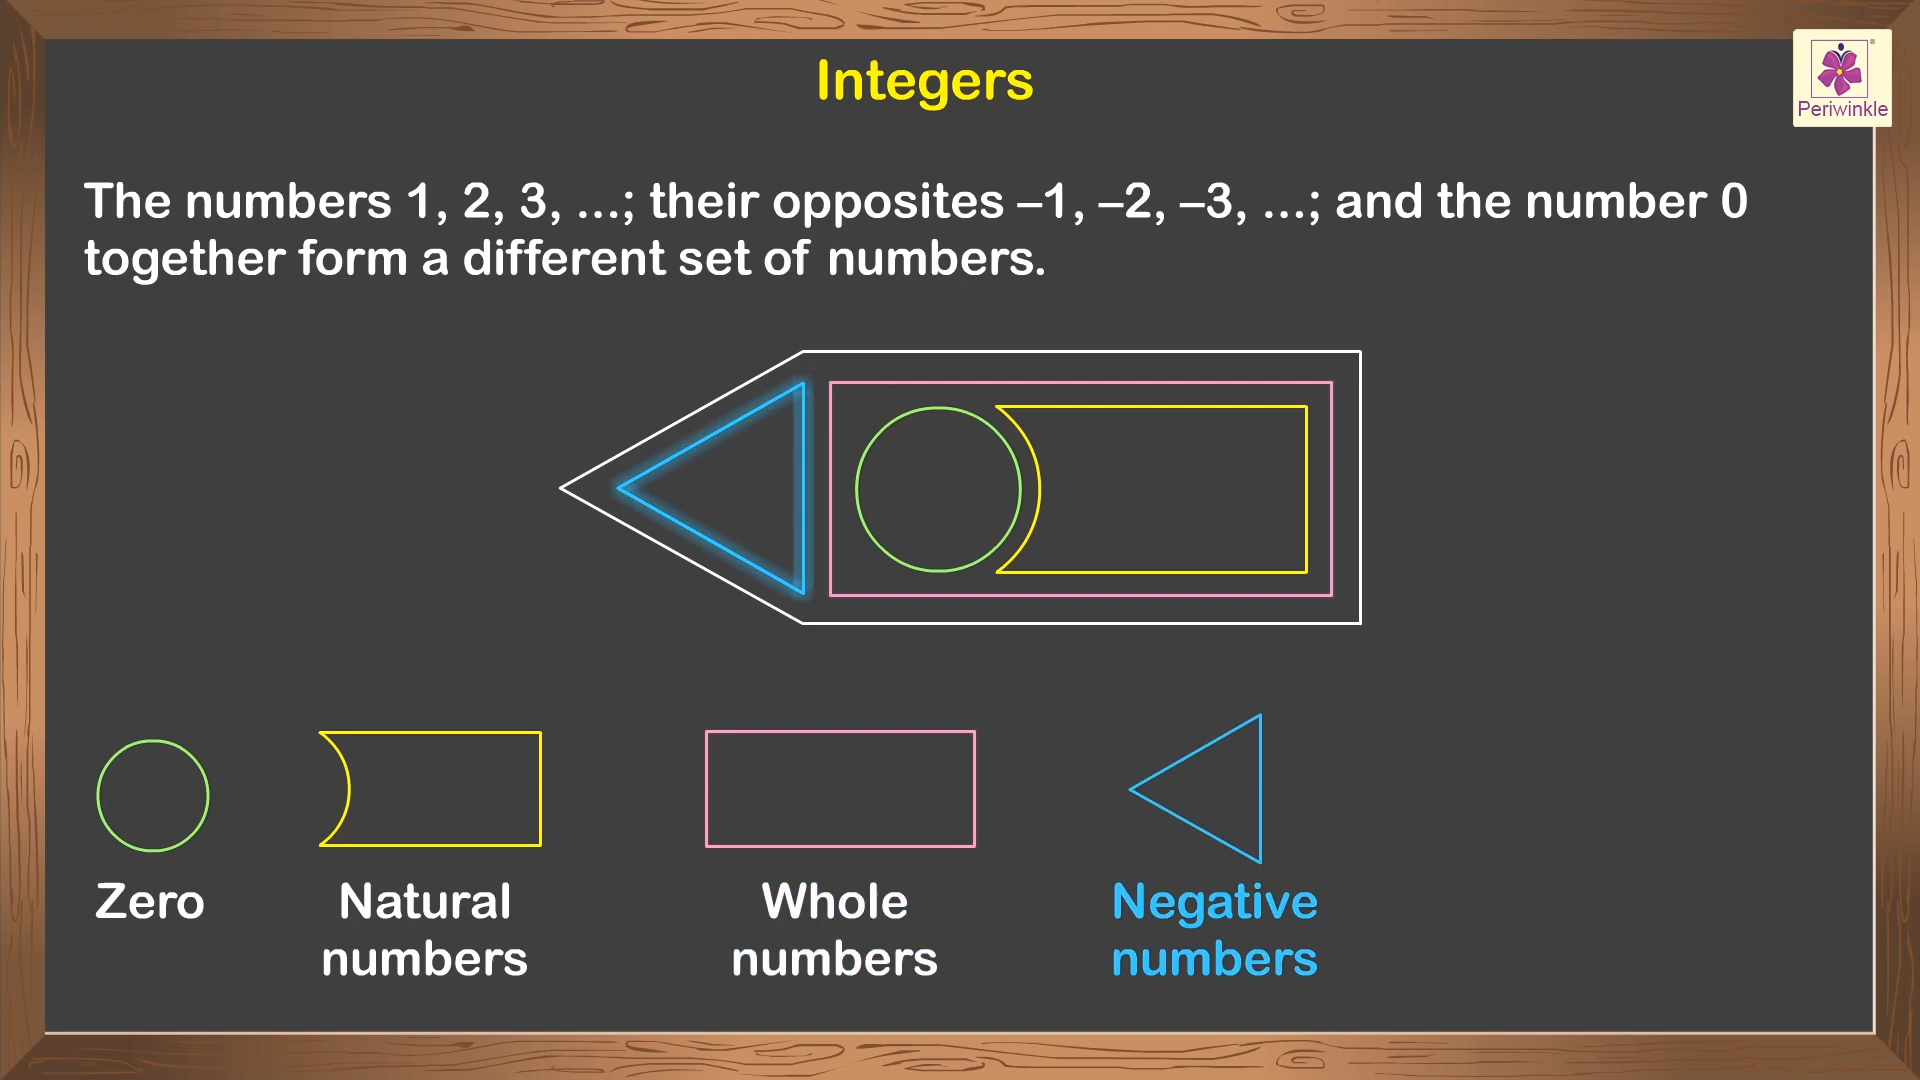 Integers
Periwinkle
The numbers 1, 2, 3, ...; their opposites –1, –2, –3, ...; and the number 0
together form a different set of numbers.
Zero
Natural
numbers
Whole
numbers
Negative
numbers